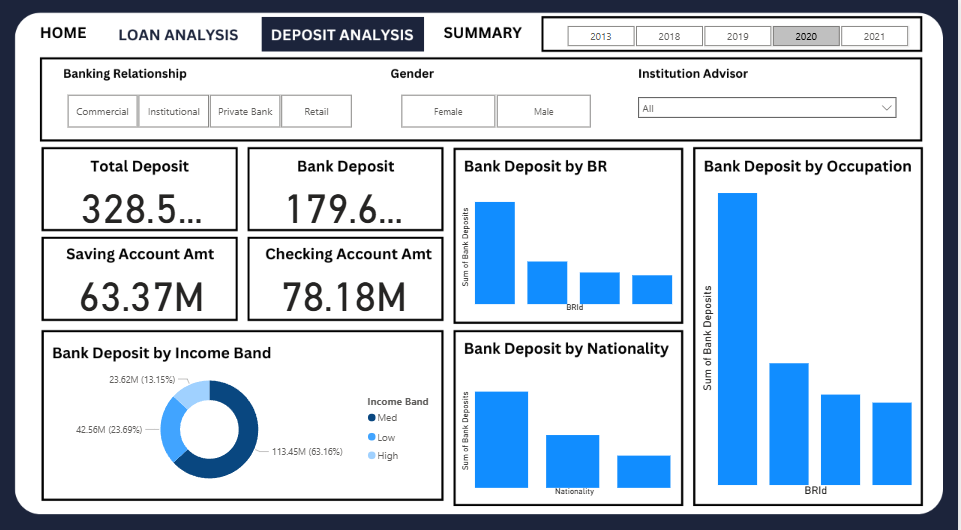 HOME LOAN ANALYSIS DEPOSIT ANALYSIS SUMMARY 2013 2018 2019 2020 2021
Banking Relationship Gender Institution Advisor
Commercial Institutional Private Bank Retail Female Male All
Total Deposit
328.5...
Bank Deposit
179.6...
Saving Account Amt
63.37M
Checking Account Amt
78.18M
Bank Deposit by Income Band
23.62M (13.15%)
42.56M (23.69%)
113.45M (63.16%)
Income Band
Med
Low
High
Bank Deposit by BR
Sum of Bank Deposits
BRId
Bank Deposit by Nationality
Sum of Bank Deposits
Nationality
Bank Deposit by Occupation
Sum of Bank Deposits
BRId